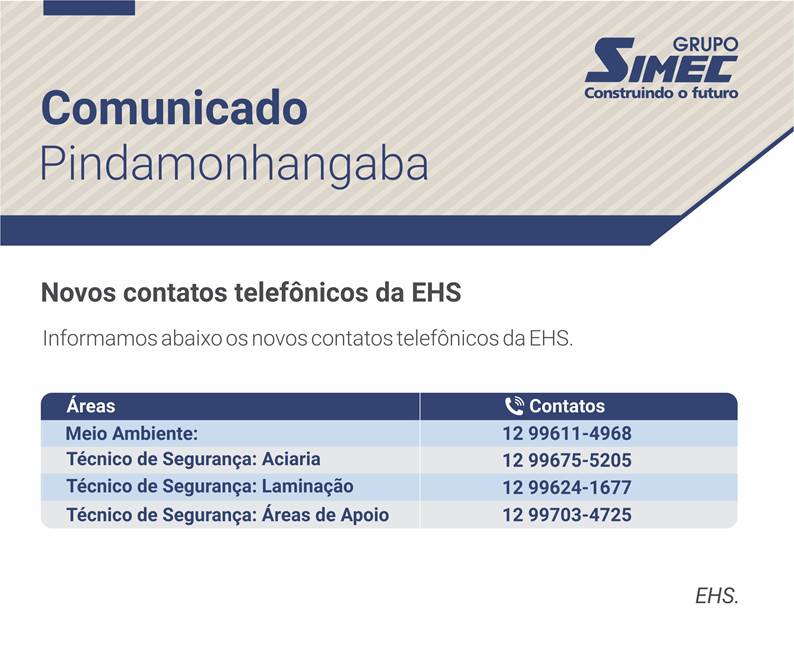 GRUPO
SIMEC
Construindo o futuro
Comunicado
Pindamonhangaba
Novos contatos telefônicos da EHS
Informamos abaixo os novos contatos telefônicos da EHS.
Áreas Contatos
Meio Ambiente: 12 99611-4968
Técnico de Segurança: Aciaria 12 99675-5205
Técnico de Segurança: Laminação 12 99624-1677
Técnico de Segurança: Áreas de Apoio 12 99703-4725
EHS.